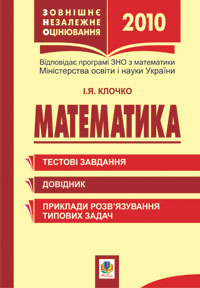 ЗОВНІШНЄ
НЕЗАЛЕЖНЕ
ОЦІНЮВАННЯ
2010
Відповідає програмі ЗНО з математики
Міністерства освіти і науки України
І.Я. КЛОЧКО
МАТЕМАТИКА
ТЕСТОВІ ЗАВДАННЯ
ДОВІДНИК
ПРИКЛАДИ РОЗВ'ЯЗУВАННЯ
ТИПОВИХ ЗАДАЧ